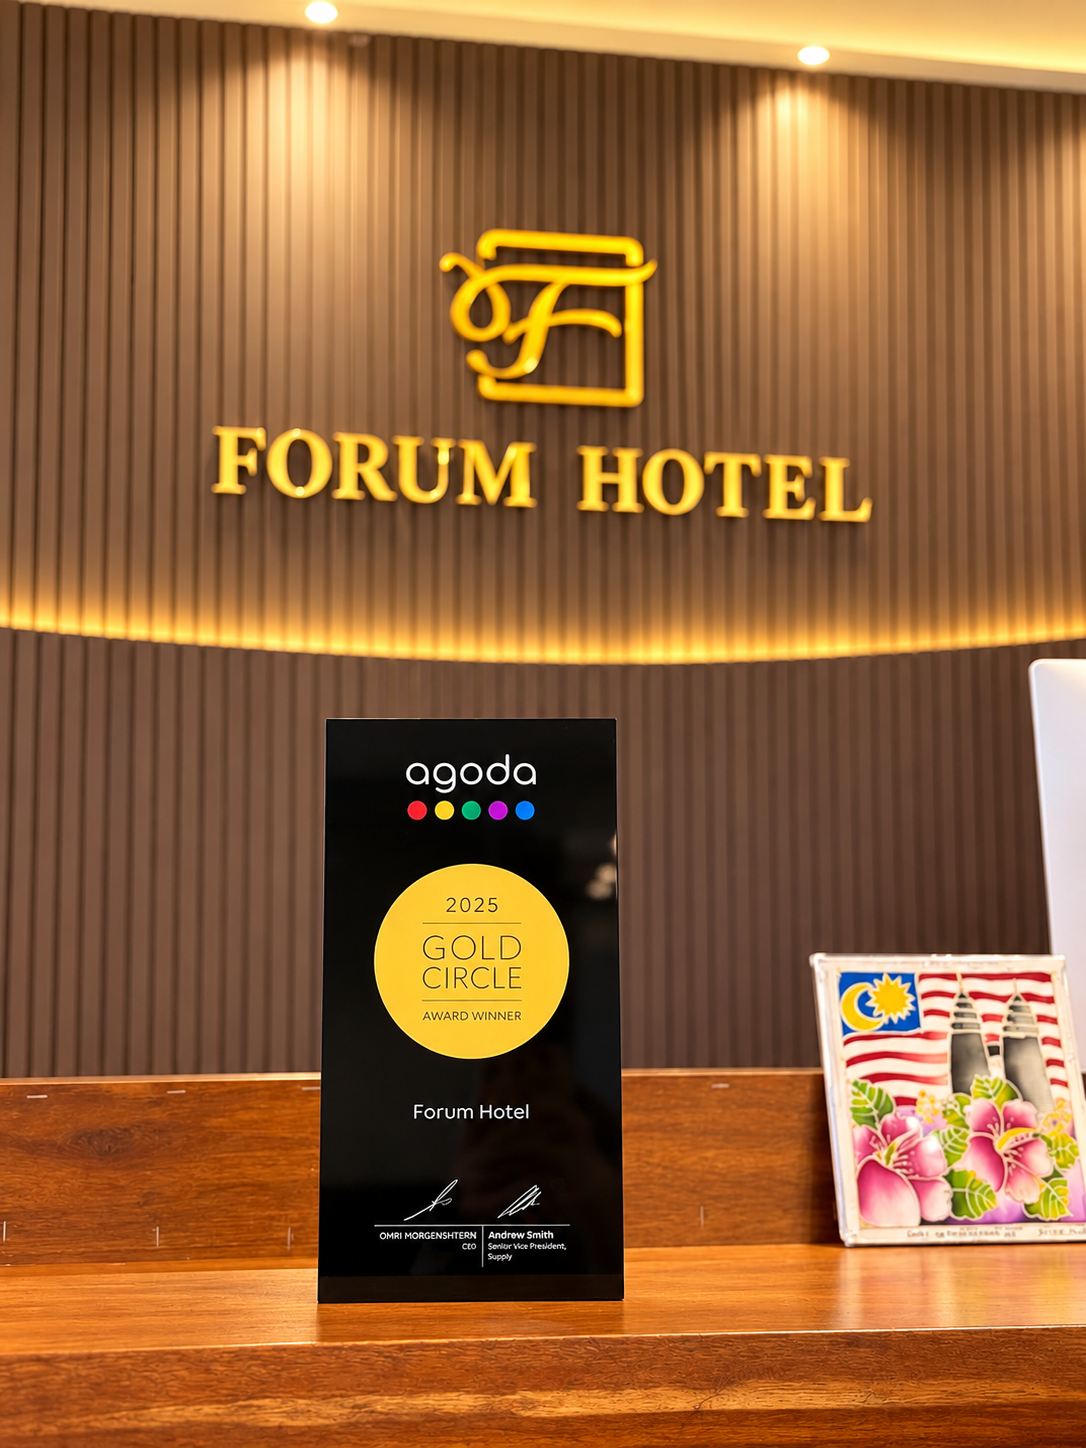 F
FORUM HOTEL
agoda
2025
GOLD
CIRCLE
AWARD WINNER
Forum Hotel
OMRI MORGENSHTERN
CEO
Andrew Smith
Senior Vice President,
Supply